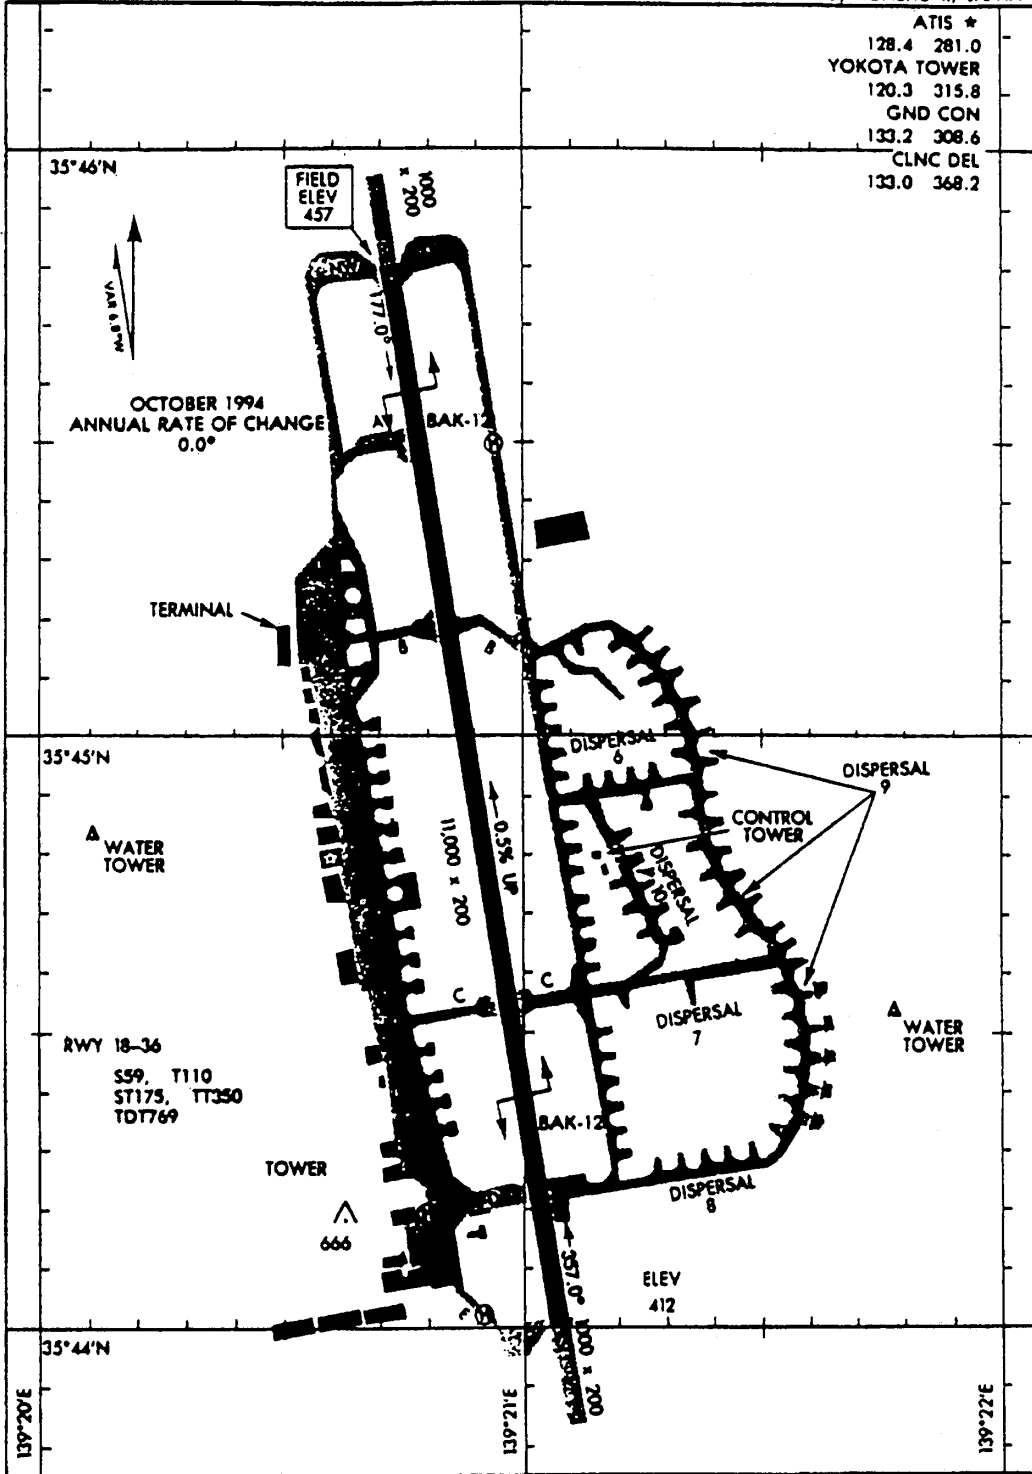 ATIS *
128.4 281.0
YOKOTA TOWER
120.3 315.8
GND CON
133.2 308.6
CLNC DEL
133.0 368.2
35°46'N
FIELD
ELEV
457
1000
x 200
NW
177.0°
VAR 6.8°W
OCTOBER 1994
ANNUAL RATE OF CHANGE
0.0°
A
BAK-12
H
TERMINAL
B
B
35°45'N
DISPERSAL
6
DISPERSAL
9
CONTROL
TOWER
WATER
TOWER
11,000 x 200
0.5% UP
DISPERSAL
10
C
C
DISPERSAL
7
WATER
TOWER
RWY 18-36
S59, T110
ST175, TT350
TDT769
BAK-12
TOWER
666
DISPERSAL
8
357.0°
ELEV
412
E
H
1000 x 200
35°44'N
139°20'E
139°21'E
139°22'E